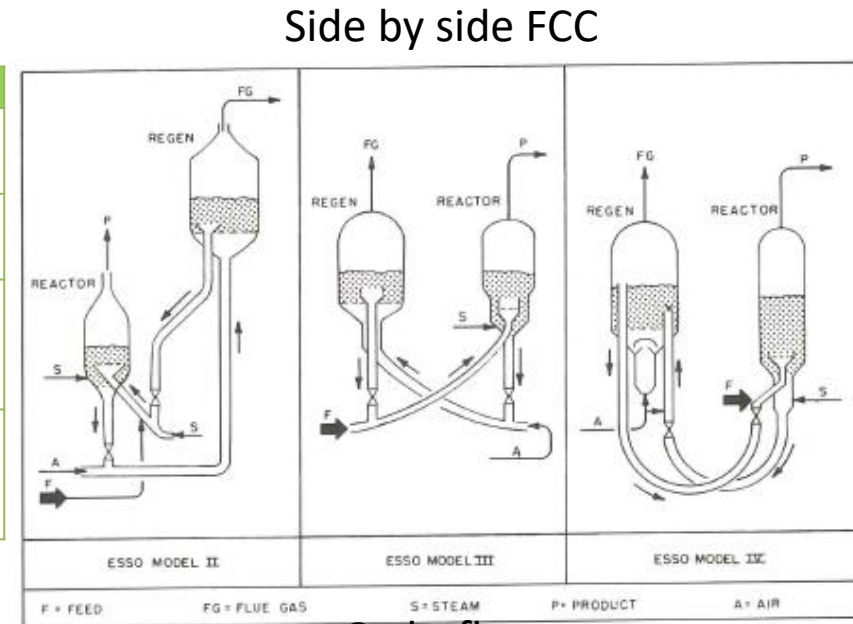 Side by side FCC
FG
REGEN
P
REACTOR
S
S
A
F
ESSO MODEL II
FG
P
REGEN
REACTOR
S
F
A
ESSO MODEL III
FG
P
REGEN
REACTOR
F
S
A
ESSO MODEL IV
F = FEED
FG = FLUE GAS
S = STEAM
P = PRODUCT
A = AIR